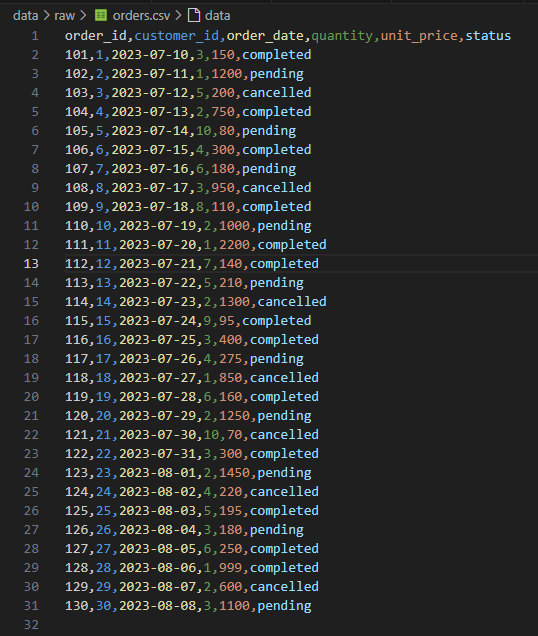 data > raw > orders.csv > data
1 order_id,customer_id,order_date,quantity,unit_price,status
2 101,1,2023-07-10,3,150,completed
3 102,2,2023-07-11,1,1200,pending
4 103,3,2023-07-12,5,200,cancelled
5 104,4,2023-07-13,2,750,completed
6 105,5,2023-07-14,10,80,pending
7 106,6,2023-07-15,4,300,completed
8 107,7,2023-07-16,6,180,pending
9 108,8,2023-07-17,3,950,cancelled
10 109,9,2023-07-18,8,110,completed
11 110,10,2023-07-19,2,1000,pending
12 111,11,2023-07-20,1,2200,completed
13 112,12,2023-07-21,7,140,completed
14 113,13,2023-07-22,5,210,pending
15 114,14,2023-07-23,2,1300,cancelled
16 115,15,2023-07-24,9,95,completed
17 116,16,2023-07-25,3,400,completed
18 117,17,2023-07-26,4,275,pending
19 118,18,2023-07-27,1,850,cancelled
20 119,19,2023-07-28,6,160,completed
21 120,20,2023-07-29,2,1250,pending
22 121,21,2023-07-30,10,70,cancelled
23 122,22,2023-07-31,3,300,completed
24 123,23,2023-08-01,2,1450,pending
25 124,24,2023-08-02,4,220,cancelled
26 125,25,2023-08-03,5,195,completed
27 126,26,2023-08-04,3,180,pending
28 127,27,2023-08-05,6,250,completed
29 128,28,2023-08-06,1,999,completed
30 129,29,2023-08-07,2,600,cancelled
31 130,30,2023-08-08,3,1100,pending
32